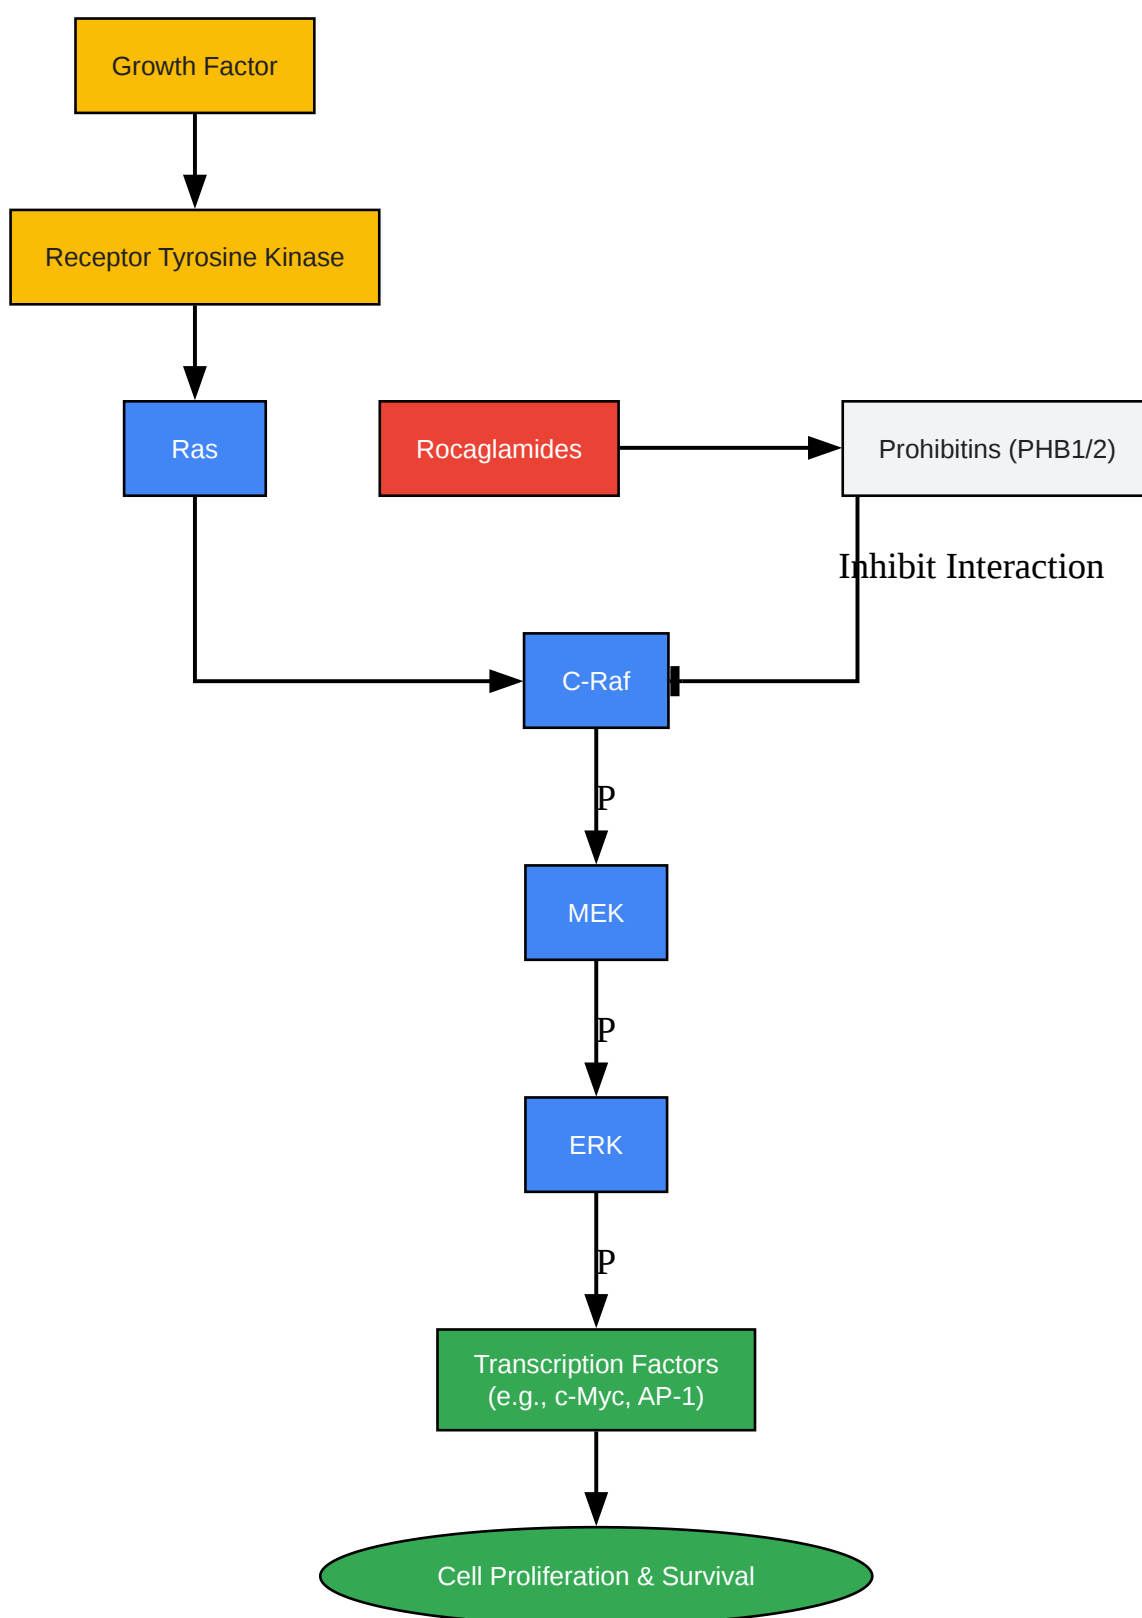 Growth Factor
Receptor Tyrosine Kinase
Ras
Rocaglamides
Prohibitins (PHB1/2)
Inhibit Interaction
C-Raf
P
MEK
P
ERK
P
Transcription Factors
(e.g., c-Myc, AP-1)
Cell Proliferation & Survival